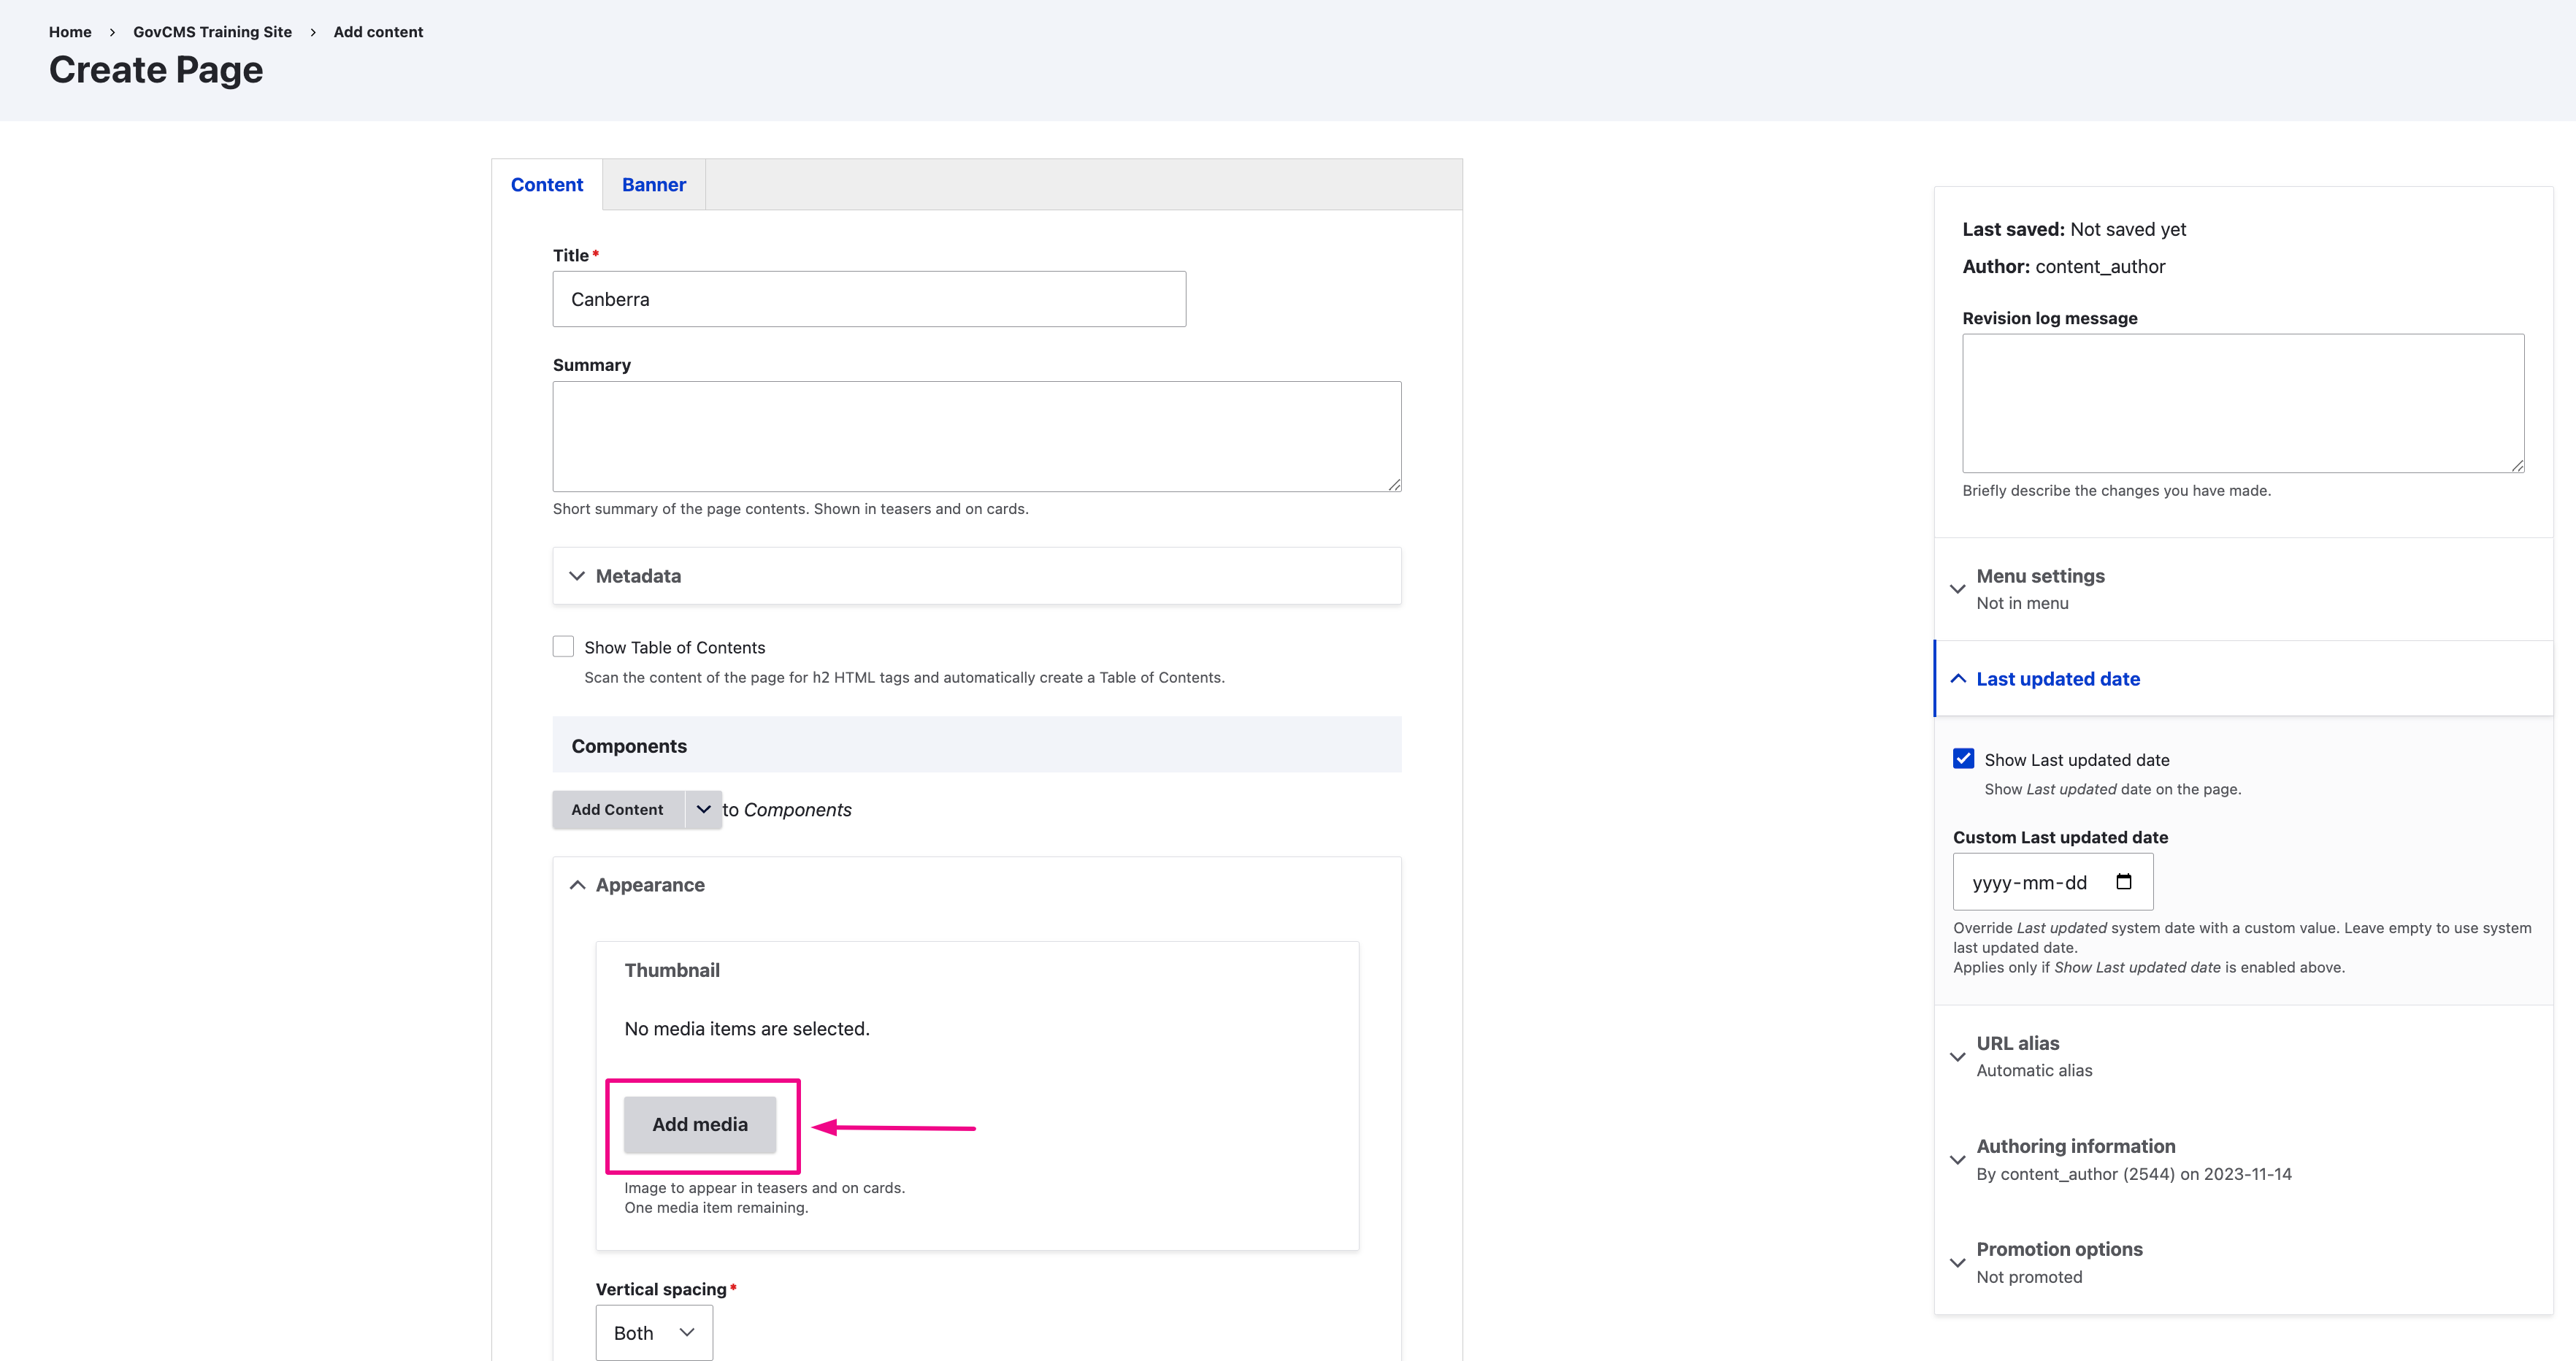 Home > GovCMS Training Site > Add content
Create Page
Content
Banner
Title*
Canberra
Summary
Short summary of the page contents. Shown in teasers and on cards.
Metadata
Show Table of Contents
Scan the content of the page for h2 HTML tags and automatically create a Table of Contents.
Components
Add Content to Components
Appearance
Thumbnail
No media items are selected.
Add media
Image to appear in teasers and on cards.
One media item remaining.
Vertical spacing*
Both
Last saved: Not saved yet
Author: content_author
Revision log message
Briefly describe the changes you have made.
Menu settings
Not in menu
Last updated date
Show Last updated date
Show Last updated date on the page.
Custom Last updated date
yyyy-mm-dd
Override Last updated system date with a custom value. Leave empty to use system
last updated date.
Applies only if Show Last updated date is enabled above.
URL alias
Automatic alias
Authoring information
By content_author (2544) on 2023-11-14
Promotion options
Not promoted